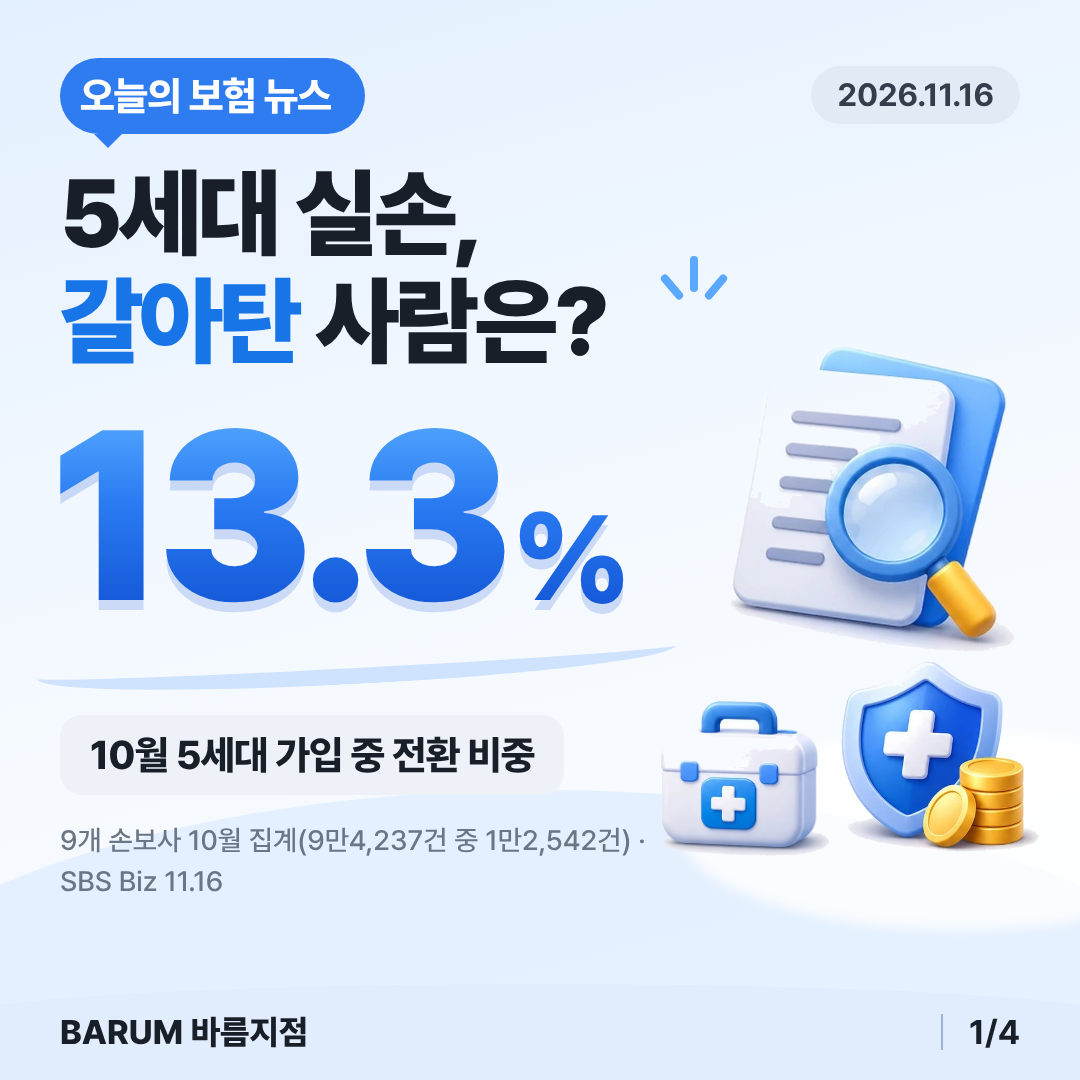 오늘의 보험 뉴스
2026.11.16
5세대 실손,
갈아탄 사람은?
13.3%
10월 5세대 가입 중 전환 비중
9개 손보사 10월 집계(9만4,237건 중 1만2,542건) ·
SBS Biz 11.16
BARUM 바름지점
1/4